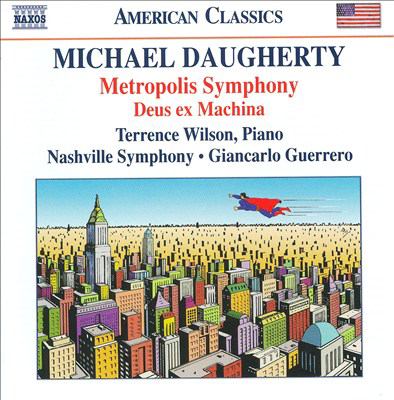 NAXOS
AMERICAN CLASSICS
MICHAEL DAUGHERTY
Metropolis Symphony
Deus ex Machina
Terrence Wilson, Piano
Nashville Symphony • Giancarlo Guerrero